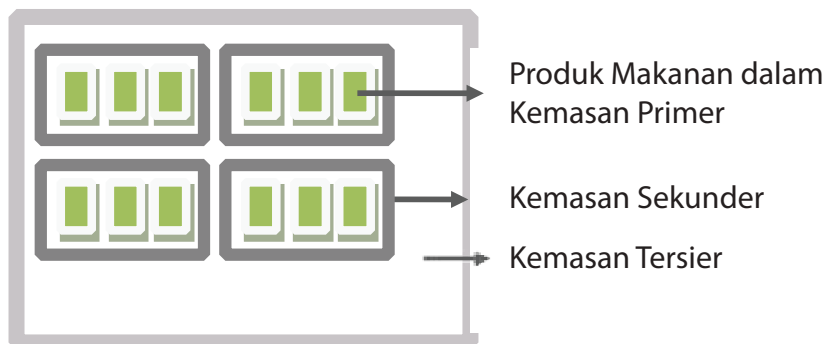 Produk Makanan dalam
Kemasan Primer
Kemasan Sekunder
Kemasan Tersier